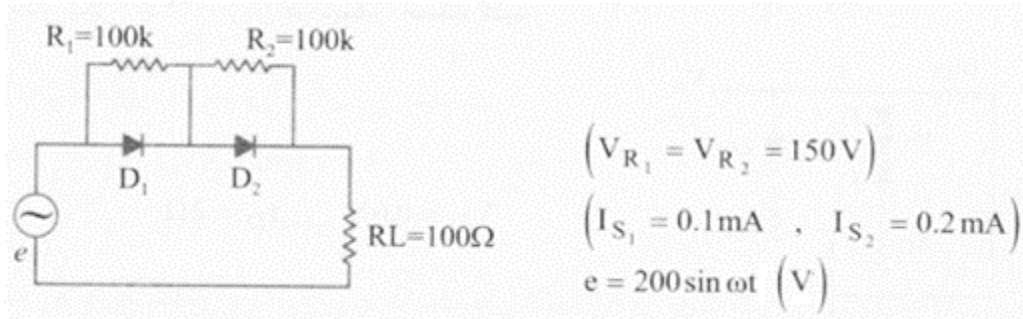 R₁=100k R₂=100k
D₁ D₂
e
RL=100Ω
(V_R₁ = V_R₂ = 150 V)
(I_S₁ = 0.1 mA , I_S₂ = 0.2 mA)
e = 200 sin ωt (V)